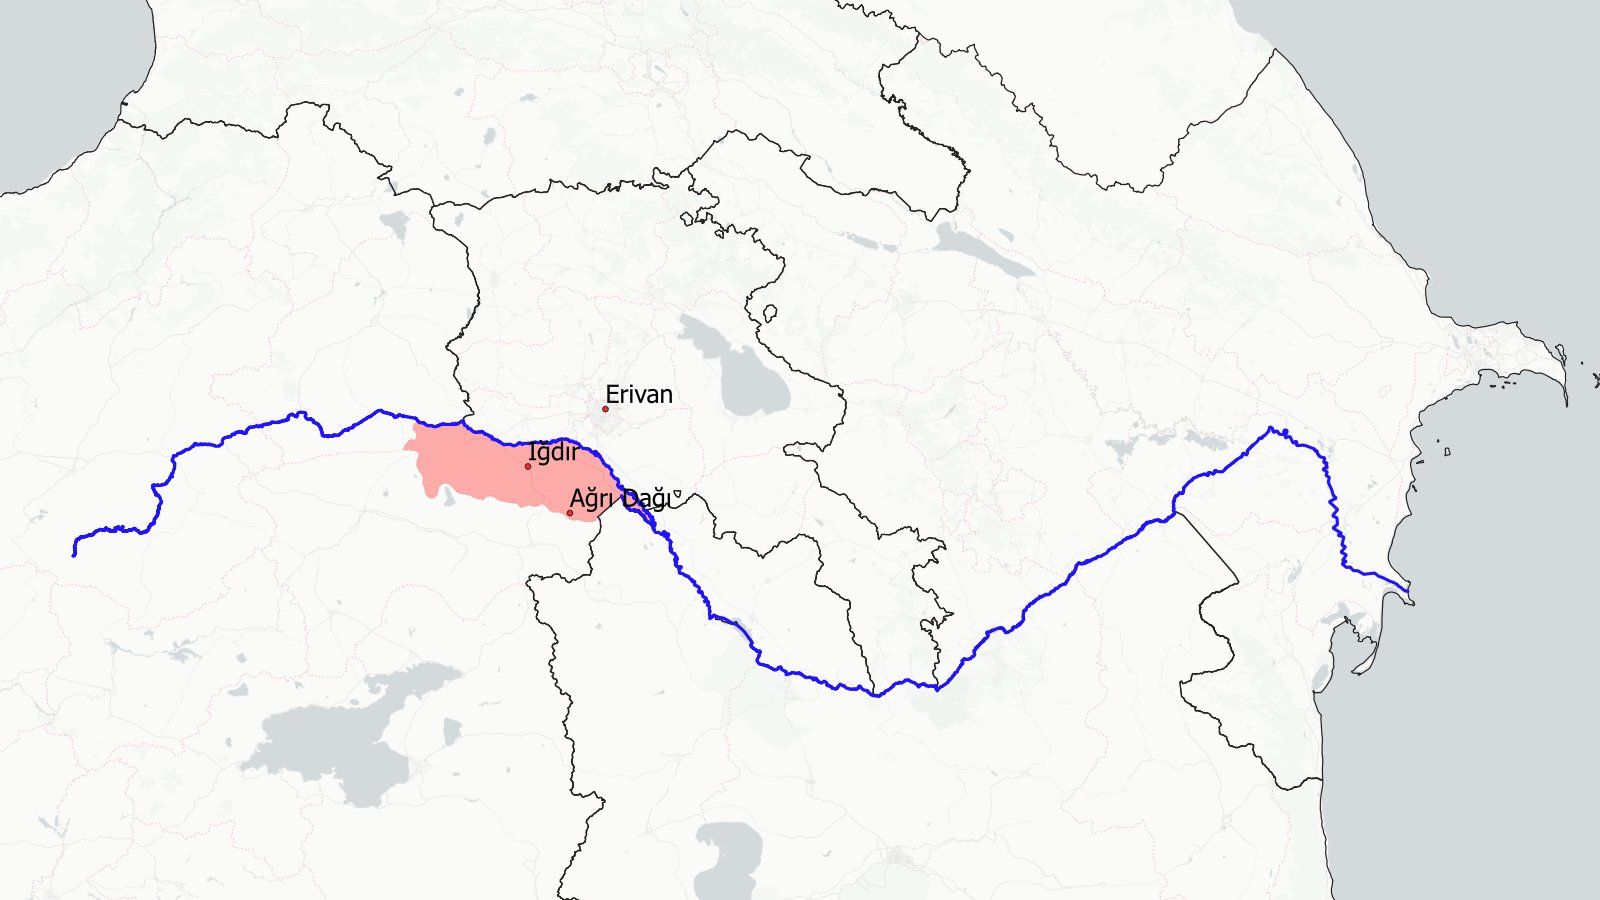 Erivan
Iğdır
Ağrı Dağı